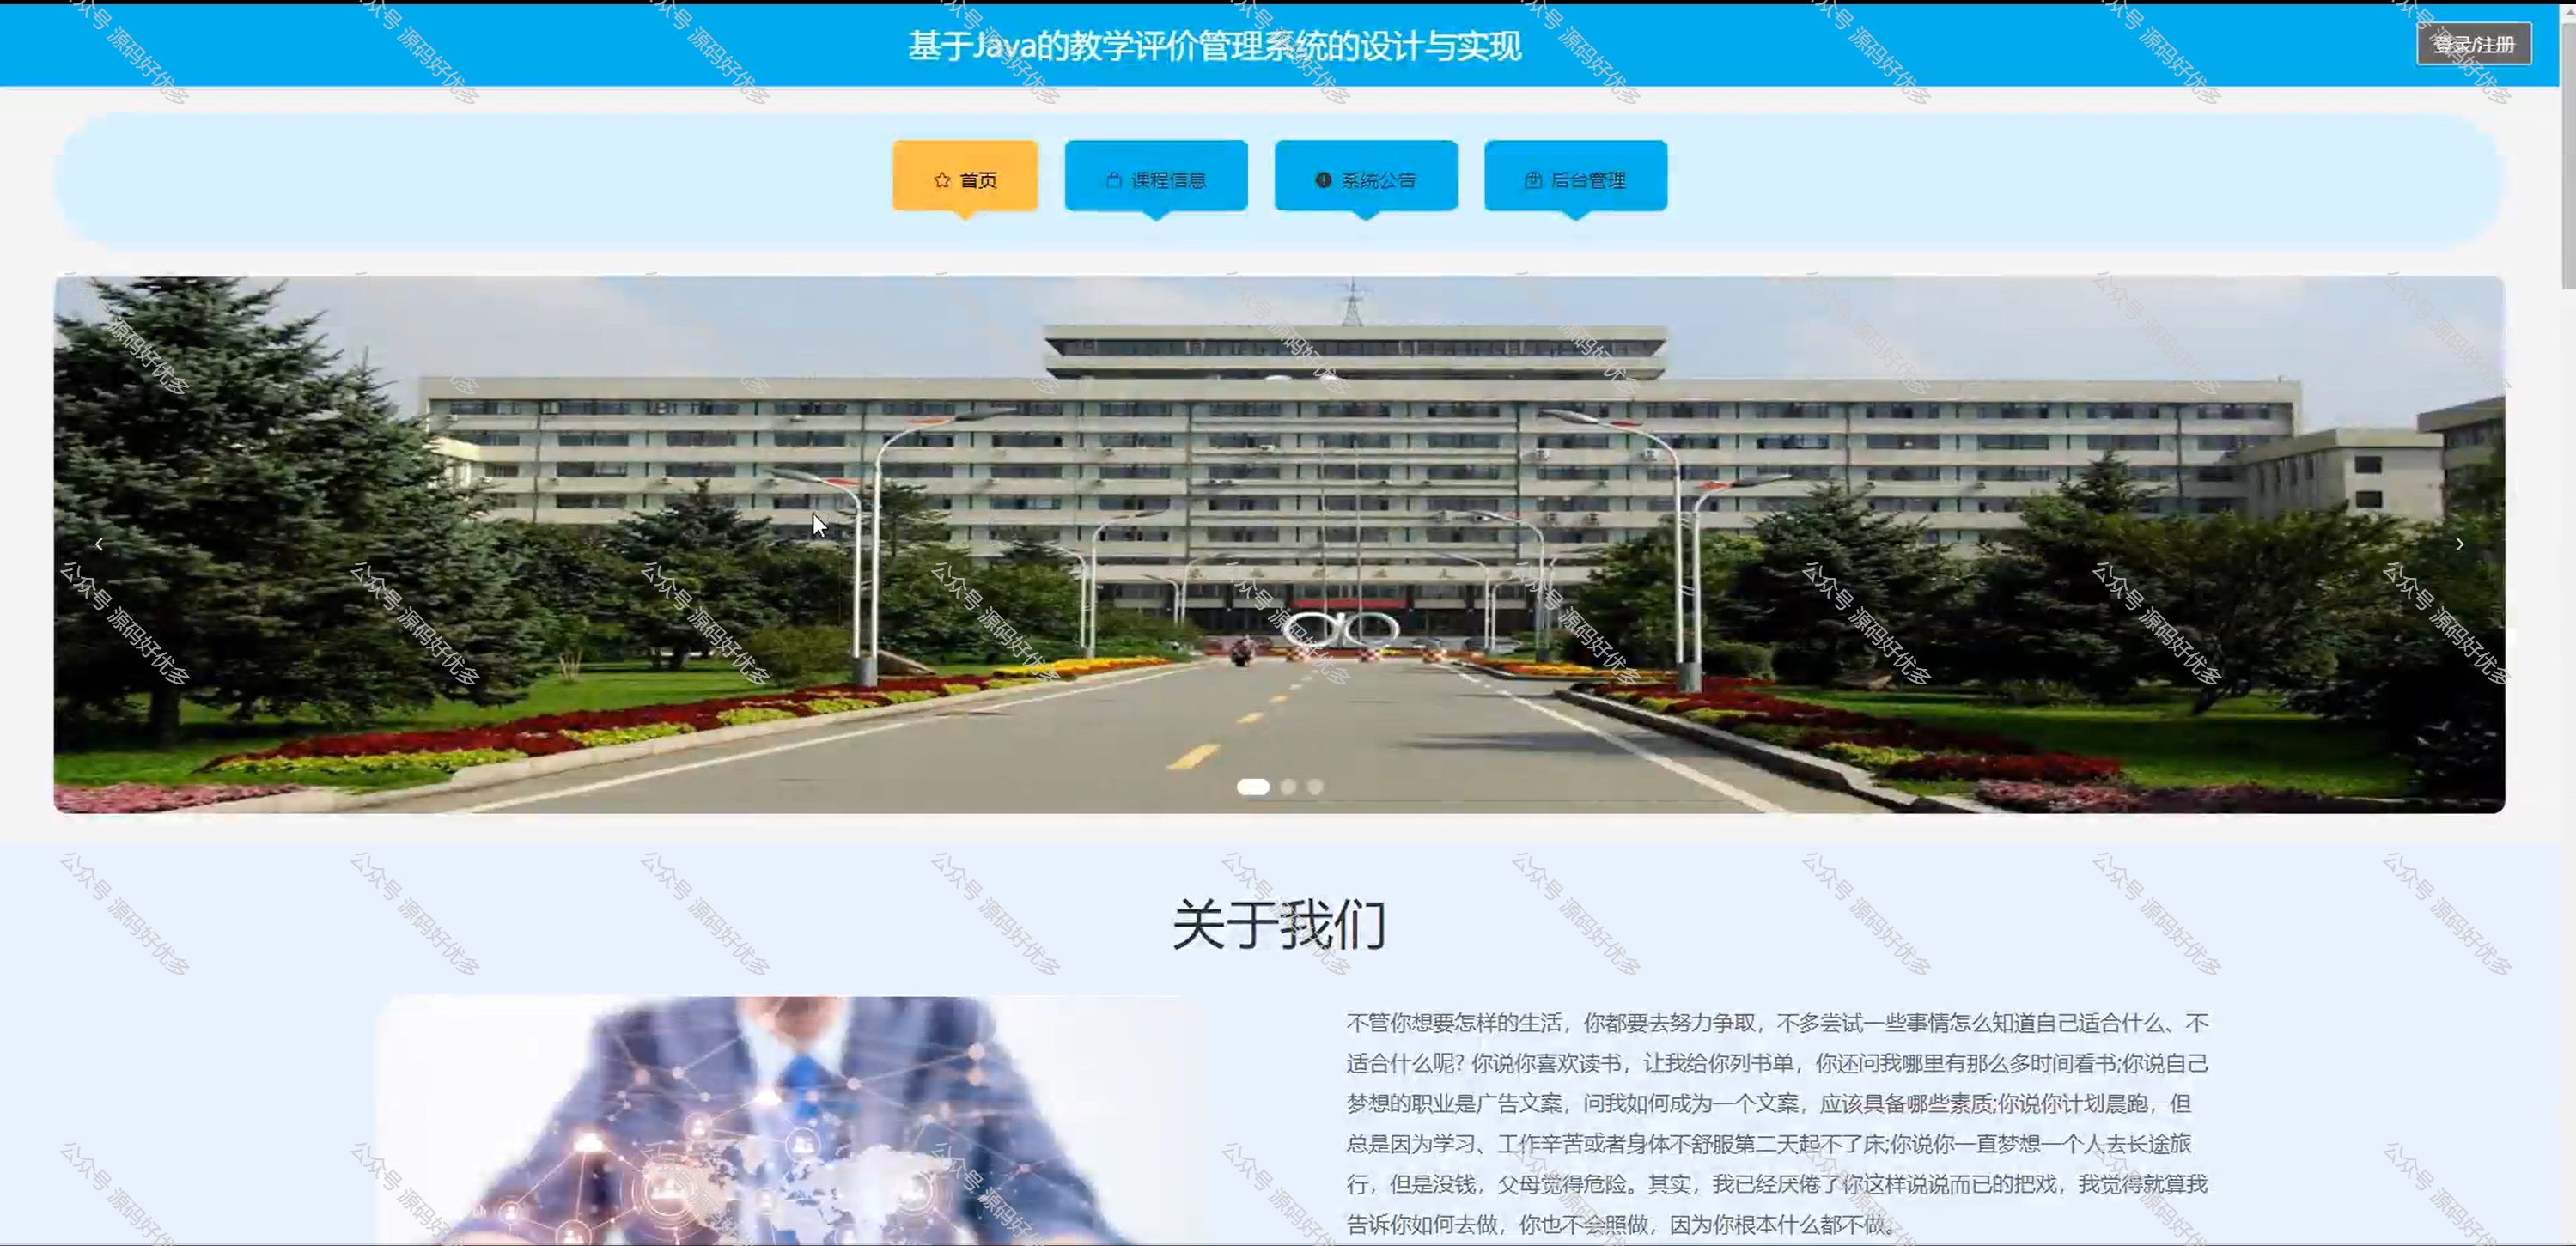 基于Java的教学评价管理系统的设计与实现
登录/注册
首页
课程信息
系统公告
后台管理
关于我们
不管你想要怎样的生活，你都要去努力争取，不多尝试一些事情怎么知道自己适合什么、不
适合什么呢? 你说你喜欢读书，让我给你列书单，你还问我哪里有那么多时间看书;你说自己
梦想的职业是广告文案，问我如何成为一个文案，应该具备哪些素质;你说你计划晨跑，但
总是因为学习、工作辛苦或者身体不舒服第二天起不了床;你说你一直梦想一个人去长途旅
行，但是没钱，父母觉得危险。其实，我已经厌倦了你这样说说而已的把戏，我觉得就算我
告诉你如何去做，你也不会照做，因为你根本什么都不做。
公众号 源码好优多